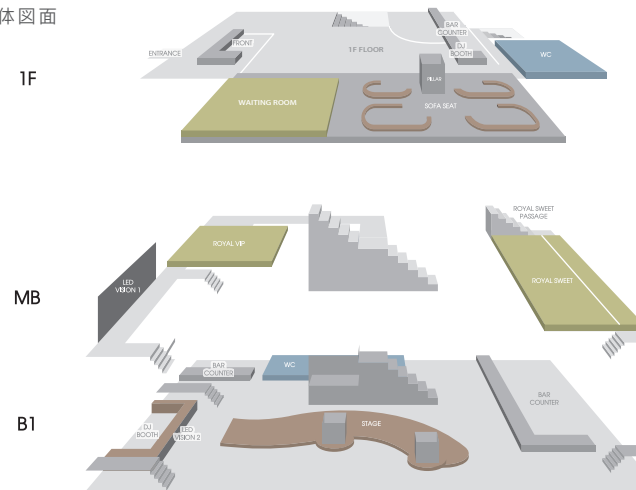 体図面
1F
ENTRANCE
FRONT
1F FLOOR
BAR
COUNTER
DJ
BOOTH
WC
PILLAR
WAITING ROOM
SOFA SEAT
MB
LED
VISION 1
ROYAL VIP
ROYAL SWEET
PASSAGE
ROYAL SWEET
B1
BAR
COUNTER
WC
DJ
BOOTH
LED
VISION 2
STAGE
BAR
COUNTER